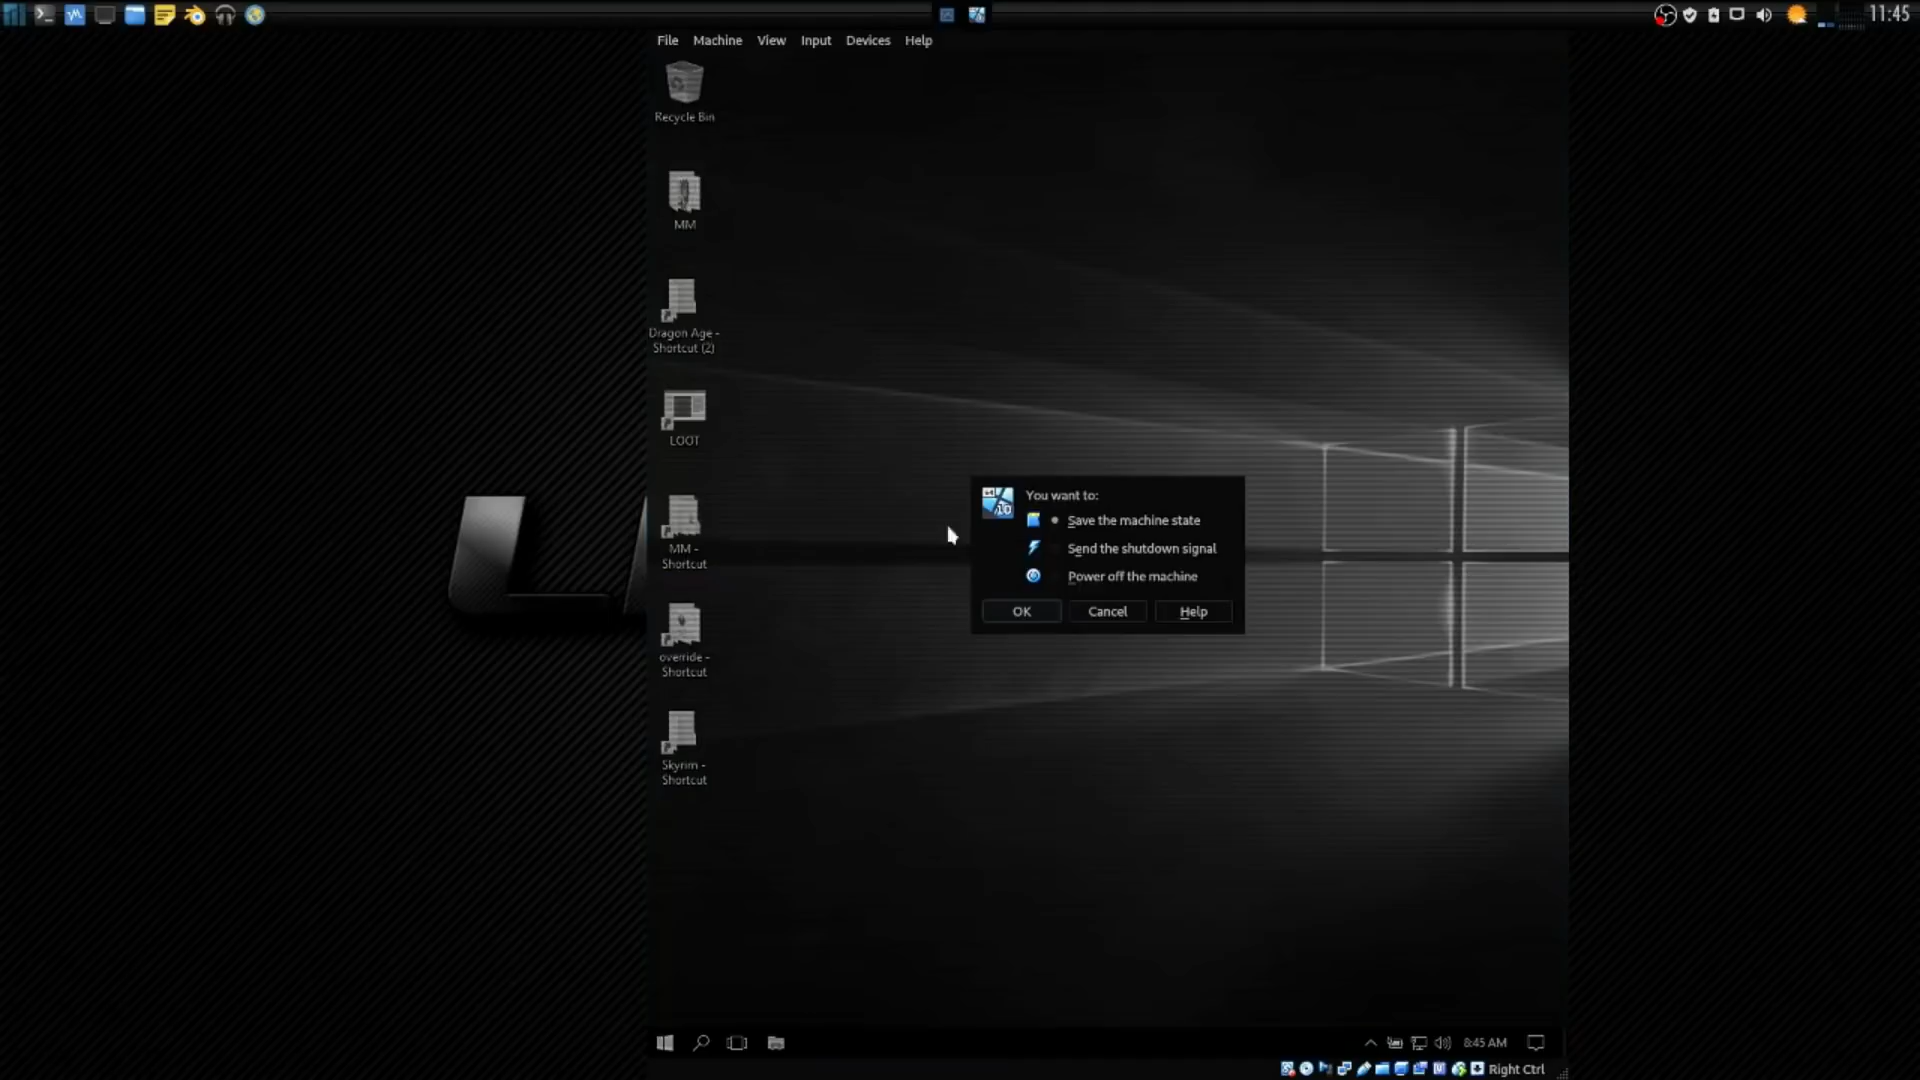 11:45
File Machine View Input Devices Help
Recycle Bin
MM
Dragon Age -
Shortcut (2)
LOOT
MM -
Shortcut
override -
Shortcut
Skyrim -
Shortcut
10
You want to:
Save the machine state
Send the shutdown signal
Power off the machine
OK Cancel Help
8:45 AM
Right Ctrl